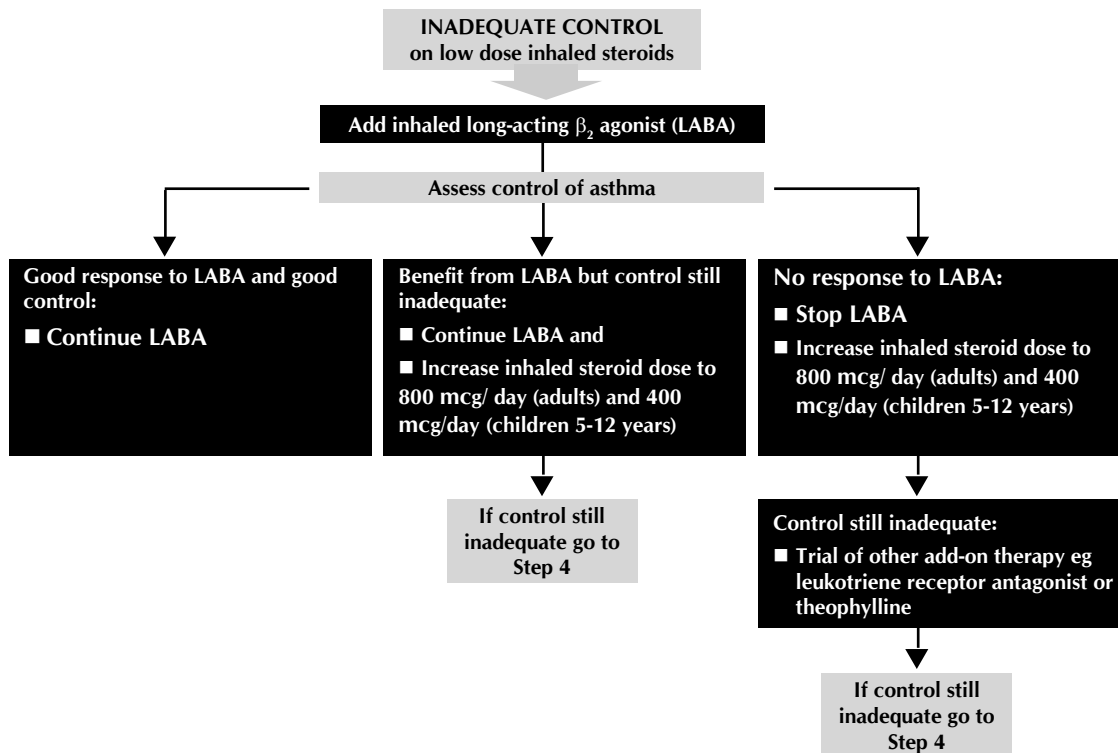 INADEQUATE CONTROL
on low dose inhaled steroids
Add inhaled long-acting β₂ agonist (LABA)
Assess control of asthma
Good response to LABA and good
control:
■ Continue LABA
Benefit from LABA but control still
inadequate:
■ Continue LABA and
■ Increase inhaled steroid dose to
800 mcg/ day (adults) and 400
mcg/day (children 5-12 years)
If control still
inadequate go to
Step 4
No response to LABA:
■ Stop LABA
■ Increase inhaled steroid dose to
800 mcg/ day (adults) and 400
mcg/day (children 5-12 years)
Control still inadequate:
■ Trial of other add-on therapy eg
leukotriene receptor antagonist or
theophylline
If control still
inadequate go to
Step 4